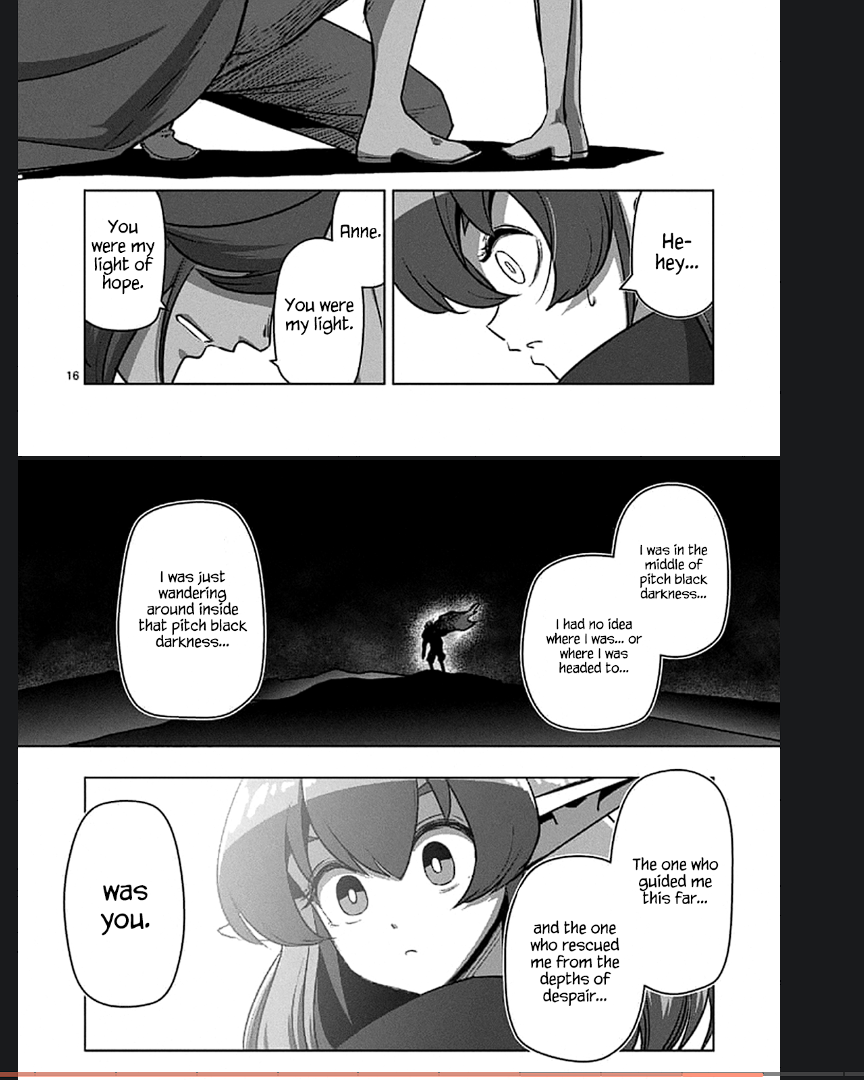 He-
hey...
Anne.
You were
my light.
You
were my
light of
hope.
16
I was in the
middle of
pitch black
darkness...
I had no idea
where I was... or
where I was
headed to...
I was just
wandering
around inside
that pitch black
darkness...
The one who
guided me
this far...
and the one
who rescued
me from the
depths of
despair...
was
you.